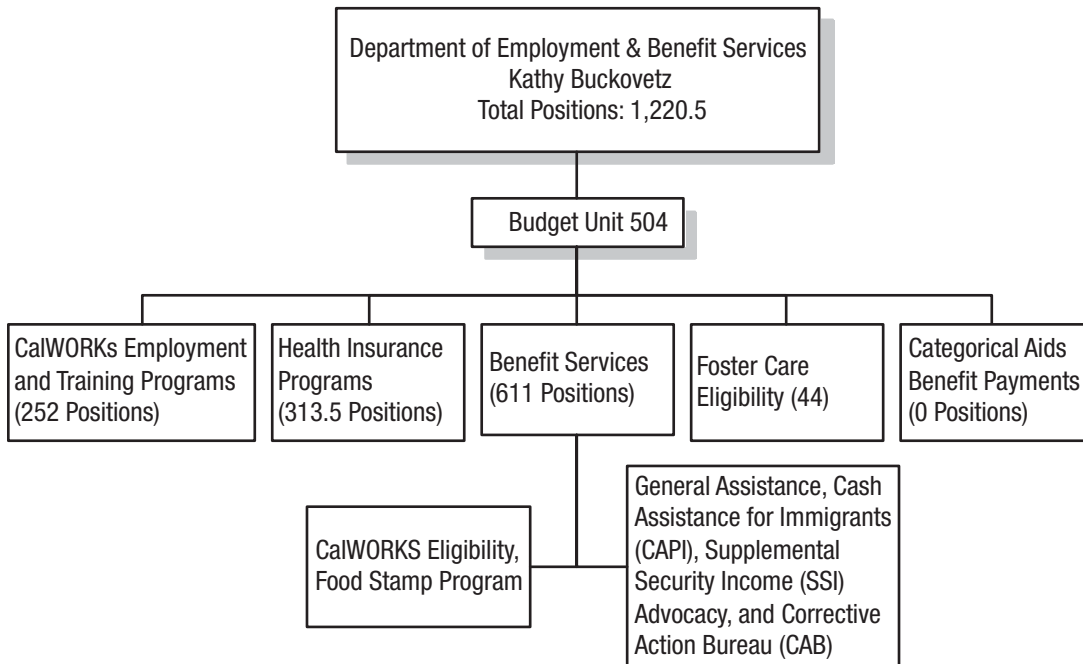 Department of Employment & Benefit Services
Kathy Buckovetz
Total Positions: 1,220.5
Budget Unit 504
CalWORKs Employment
and Training Programs
(252 Positions)
Health Insurance
Programs
(313.5 Positions)
Benefit Services
(611 Positions)
Foster Care
Eligibility (44)
Categorical Aids
Benefit Payments
(0 Positions)
CalWORKS Eligibility,
Food Stamp Program
General Assistance, Cash
Assistance for Immigrants
(CAPI), Supplemental
Security Income (SSI)
Advocacy, and Corrective
Action Bureau (CAB)